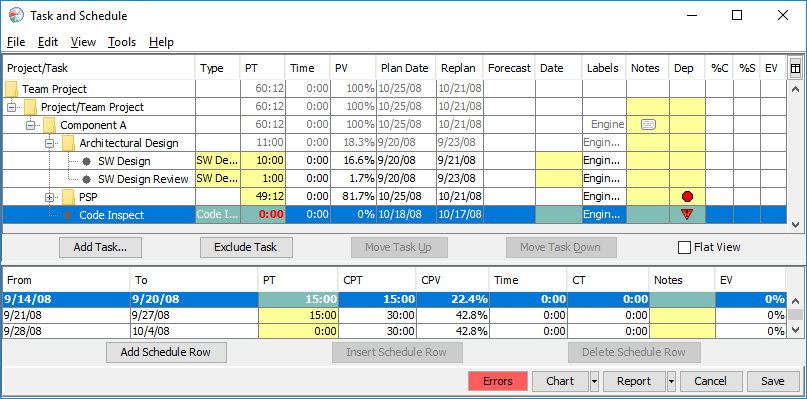 Task and Schedule
File Edit View Tools Help
Project/Task Type PT Time PV Plan Date Replan Forecast Date Labels Notes Dep %C %S EV
Team Project 60:12 0:00 100% 10/25/08 10/21/08
Project/Team Project 60:12 0:00 100% 10/25/08 10/21/08
Component A 60:12 0:00 100% 10/25/08 10/21/08 Engine
Architectural Design 11:00 0:00 18.3% 9/20/08 9/23/08 Engin...
SW Design SW De... 10:00 0:00 16.6% 9/20/08 9/21/08 Engin...
SW Design Review SW De... 1:00 0:00 1.7% 9/20/08 9/23/08 Engin...
PSP 49:12 0:00 81.7% 10/25/08 10/21/08 Engin...
Code Inspect Code I... 0:00 0:00 0% 10/18/08 10/17/08 Engin...
Add Task... Exclude Task Move Task Up Move Task Down Flat View
From To PT CPT CPV Time CT Notes EV
9/14/08 9/20/08 15:00 15:00 22.4% 0:00 0:00 0%
9/21/08 9/27/08 15:00 30:00 42.8% 0:00 0:00 0%
9/28/08 10/4/08 0:00 30:00 42.8% 0:00 0:00 0%
Add Schedule Row Insert Schedule Row Delete Schedule Row
Errors Chart Report Cancel Save